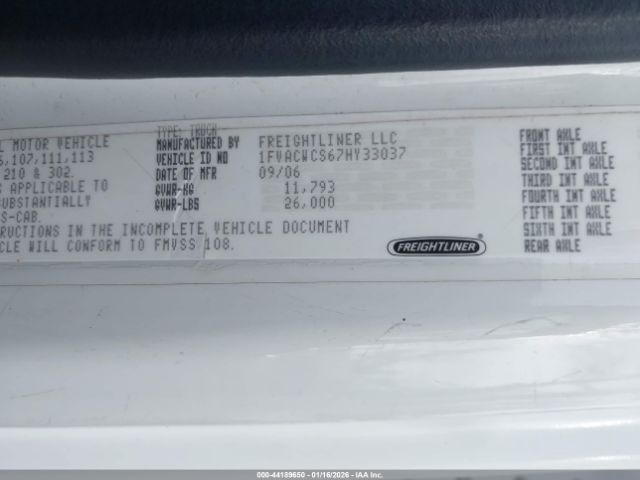 TYPE: TRUCK
L MOTOR VEHICLE MANUFACTURED BY FREIGHTLINER LLC FRONT AXLE
,107,111,113 VEHICLE ID NO 1FVACWCS67HY33037 FIRST INT AXLE
210 & 302. DATE OF MFR 09/06 SECOND INT AXLE
S APPLICABLE TO GVWR-KG 11,793 THIRD INT AXLE
UBSTANTIALLY GVWR-LBS 26,000 FOURTH INT AXLE
S-CAB. FIFTH INT AXLE
RUCTIONS IN THE INCOMPLETE VEHICLE DOCUMENT SIXTH INT AXLE
ICLE WILL CONFORM TO FMVSS 108. FREIGHTLINER REAR AXLE
000-44189650 - 01/16/2026 - IAA Inc.